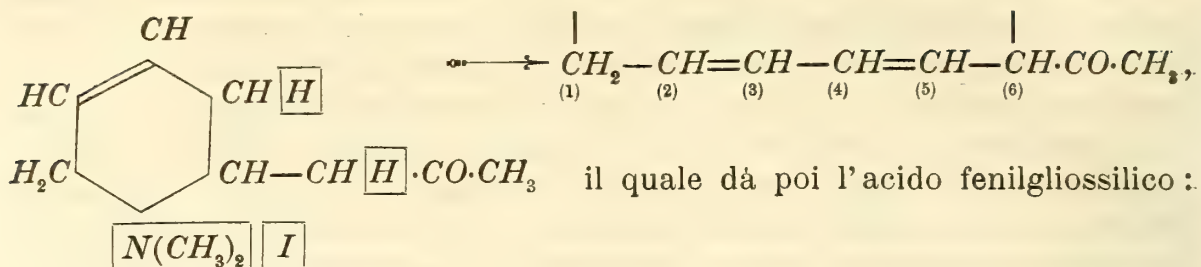 CH
HC CH H
H₂C CH—CH H ·CO·CH₃
N(CH₃)₂ I
CH₂—CH=CH—CH=CH—CH·CO·CH₃,
(1) (2) (3) (4) (5) (6)
il quale dà poi l'acido fenilgliossilico: